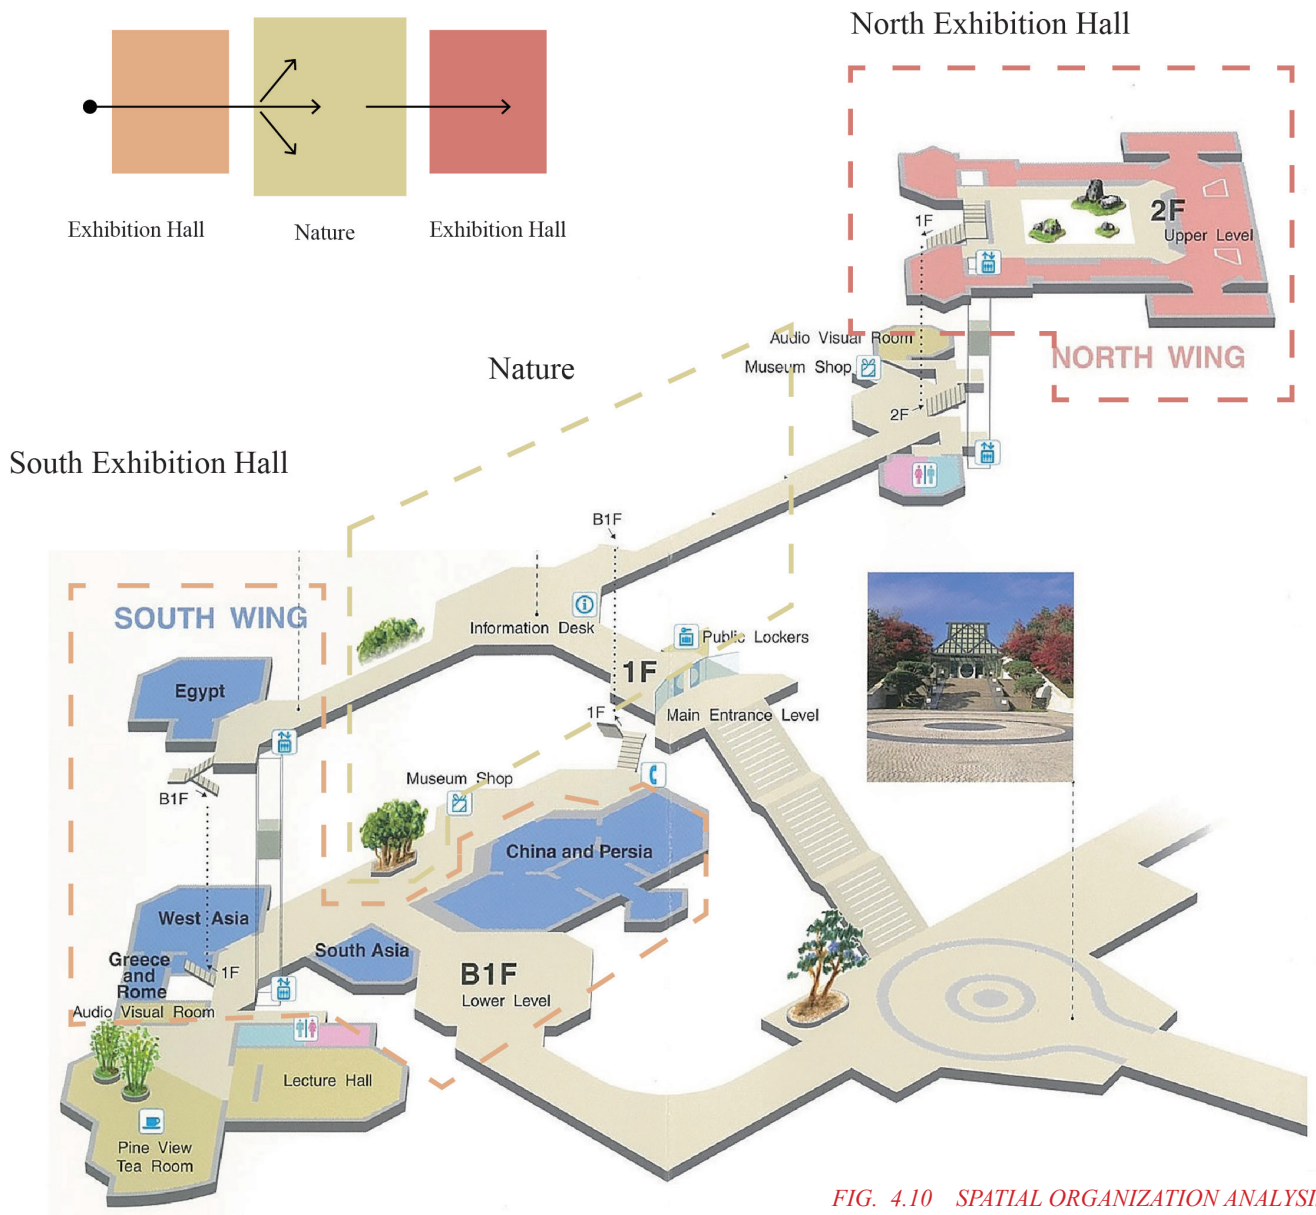 North Exhibition Hall
Exhibition Hall
Nature
Exhibition Hall
2F
Upper Level
1F
Audio Visual Room
Museum Shop
NORTH WING
2F
Nature
South Exhibition Hall
B1F
SOUTH WING
Information Desk
Public Lockers
1F
Main Entrance Level
Egypt
1F
B1F
Museum Shop
China and Persia
West Asia
South Asia
Greece
and
Rome
1F
B1F
Lower Level
Audio Visual Room
Lecture Hall
Pine View
Tea Room
FIG. 4.10 SPATIAL ORGANIZATION ANALYSI